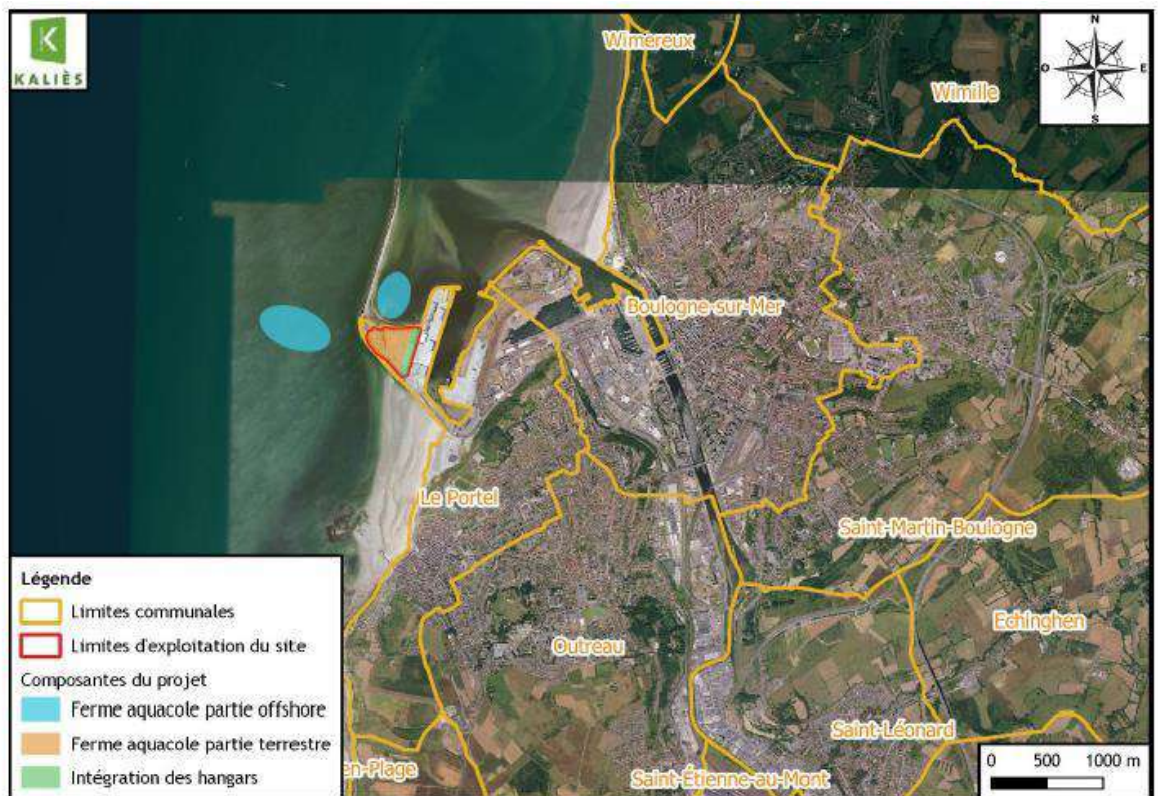 K
KALIÈS
N
O
E
S
Wimereux
Wimille
Boulogne-sur-Mer
Le Portel
Saint-Martin-Boulogne
Echinghen
Outreau
Saint-Léonard
en-Plage
Saint-Étienne-au-Mont
Légende
Limites communales
Limites d'exploitation du site
Composantes du projet
Ferme aquacole partie offshore
Ferme aquacole partie terrestre
Intégration des hangars
0 500 1000 m